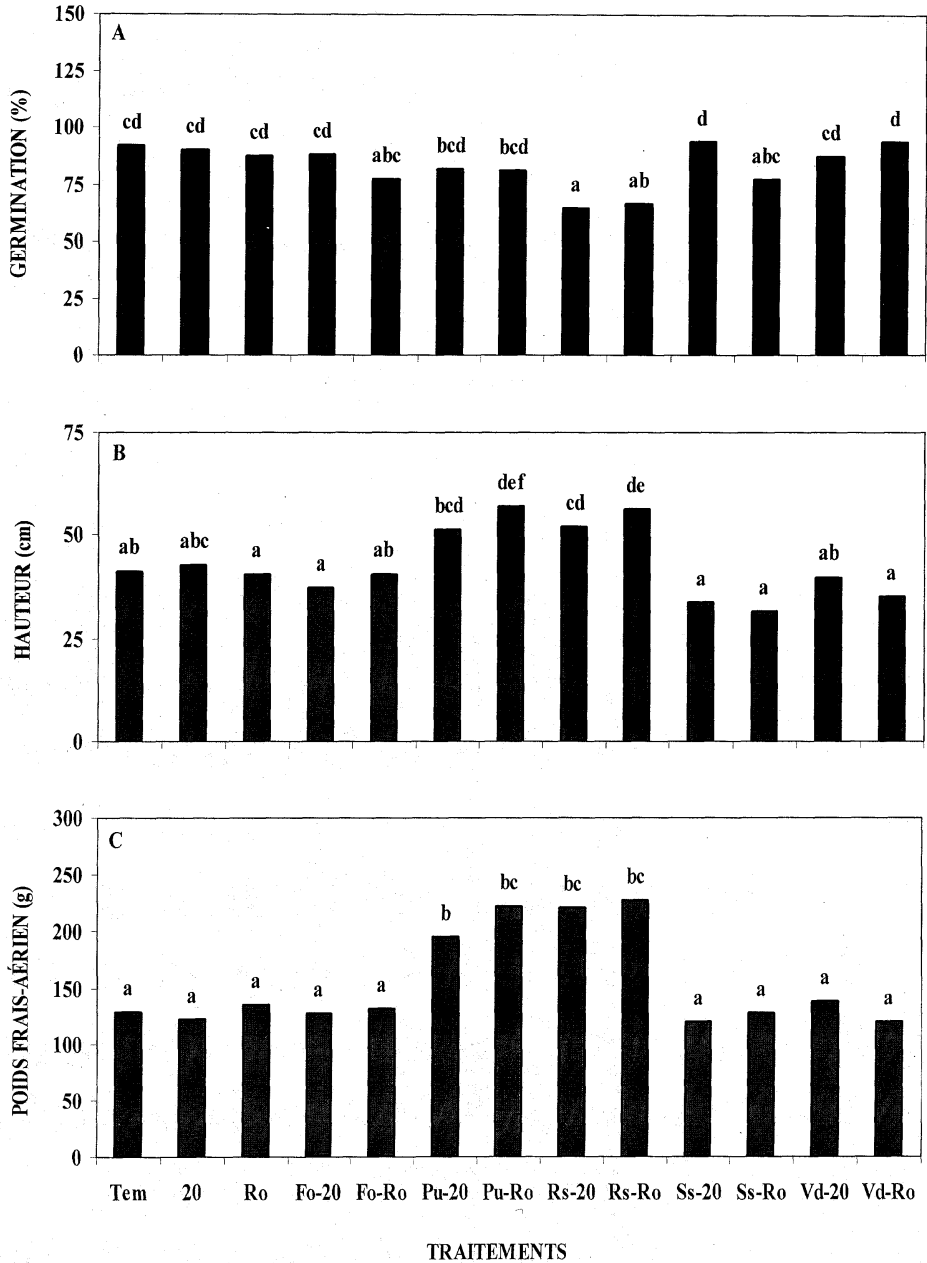 150
A
125
cd cd cd cd d cd d
100
bcd bcd
abc abc
75
a ab
50
25
0
GERMINATION (%)
75
B
def de
bcd cd
50
ab abc a a ab ab
a a a
25
0
HAUTEUR (cm)
300
C
250
bc bc bc
b
200
150
a a a a a a a a a
100
50
0
POIDS FRAIS-AÉRIEN (g)
Tem 20 Ro Fo-20 Fo-Ro Pu-20 Pu-Ro Rs-20 Rs-Ro Ss-20 Ss-Ro Vd-20 Vd-Ro
TRAITEMENTS